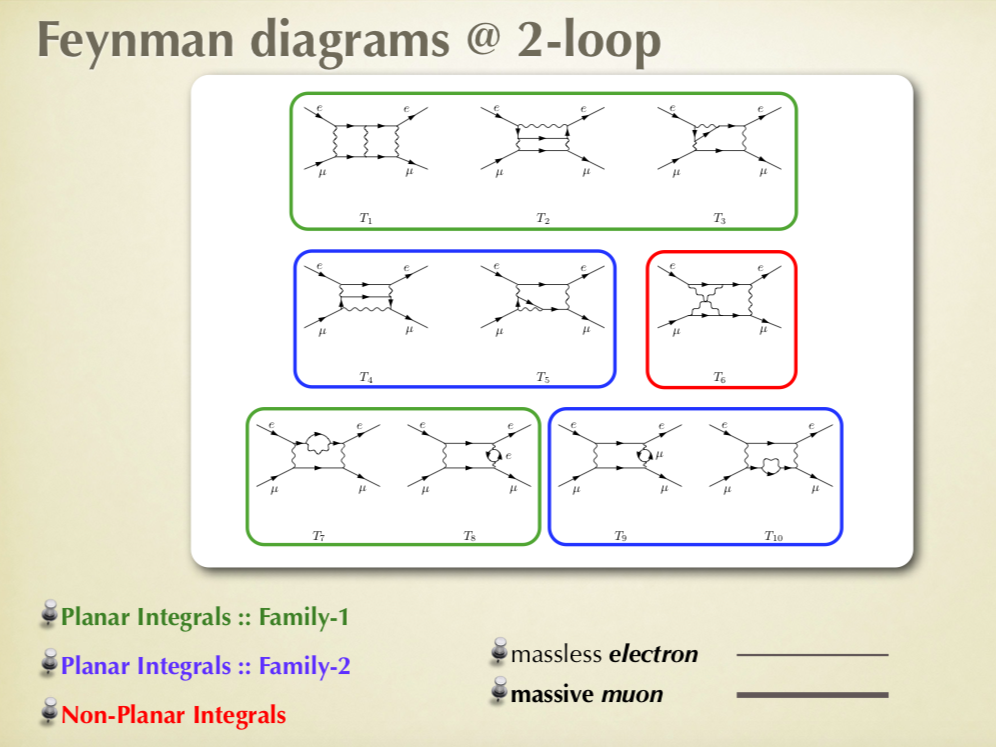 Feynman diagrams @ 2-loop
e e e e e e
μ μ μ μ μ μ
T₁ T₂ T₃
e e e e e e
μ μ μ μ μ μ
T₄ T₅ T₆
e e e e e e e e
e μ
μ μ μ μ μ μ μ μ
T₇ T₈ T₉ T₁₀
Planar Integrals :: Family-1
Planar Integrals :: Family-2
Non-Planar Integrals
massless electron
massive muon